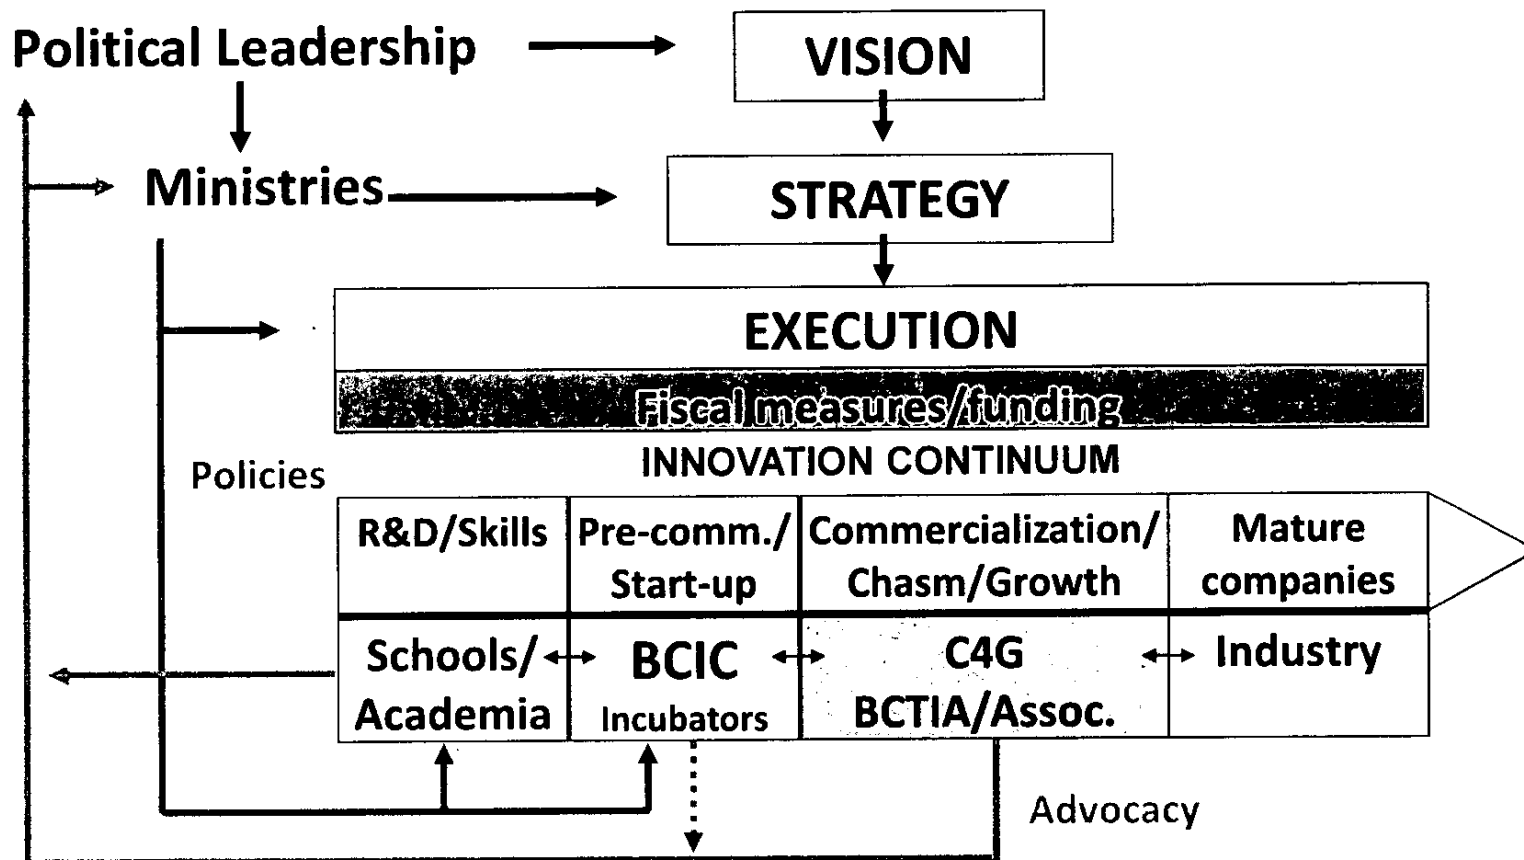 Political Leadership
VISION
Ministries
STRATEGY
EXECUTION
Fiscal measures/funding
INNOVATION CONTINUUM
Policies
R&D/Skills
Pre-comm./
Start-up
Commercialization/
Chasm/Growth
Mature
companies
Schools/
Academia
BCIC
Incubators
C4G
BCTIA/Assoc.
Industry
Advocacy